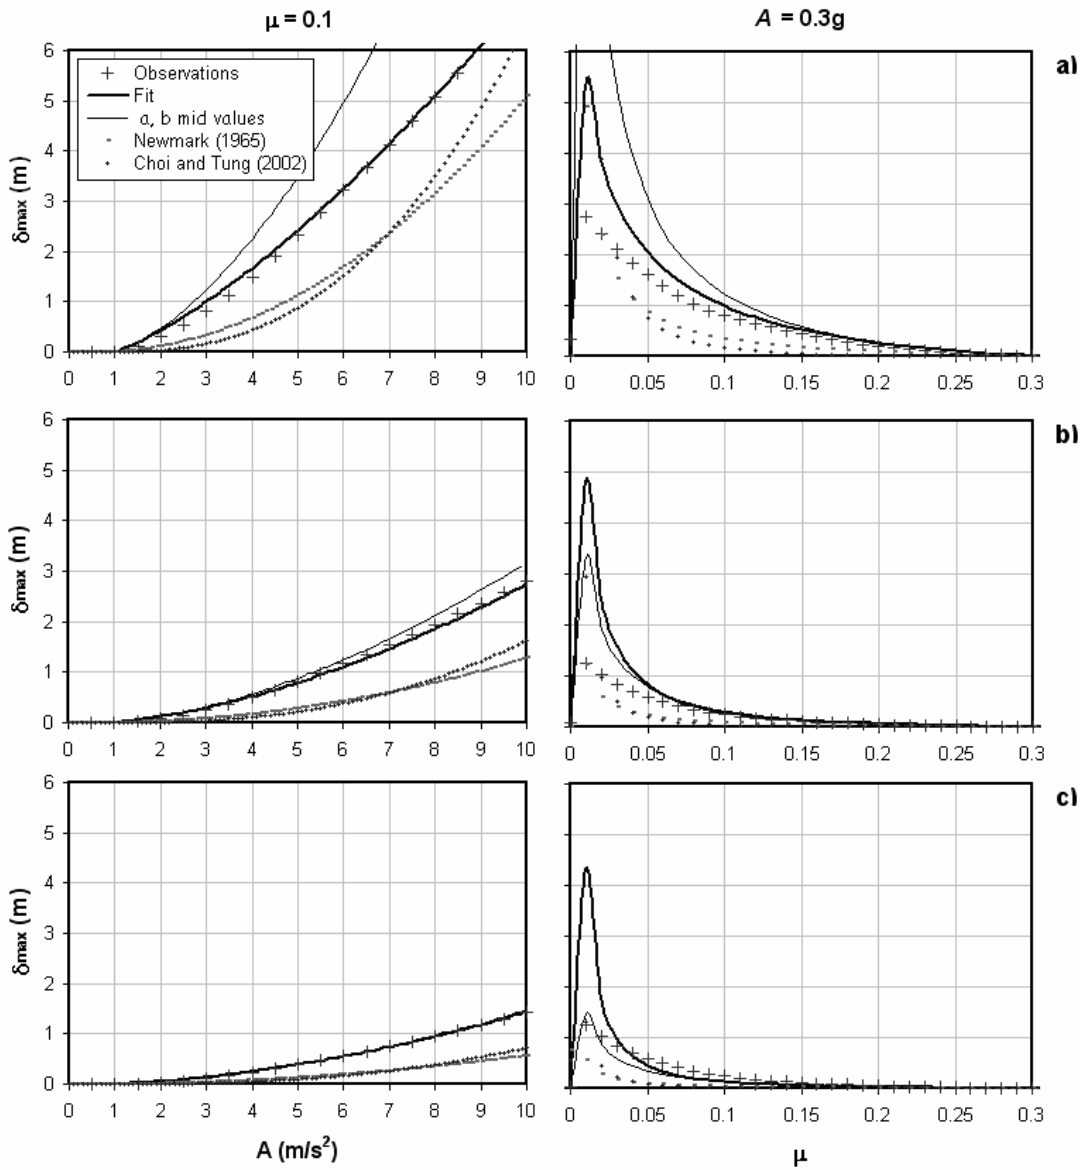 μ = 0.1
A = 0.3g
a)
6
5
4
3
2
1
0
δmax (m)
Observations
Fit
a, b mid values
Newmark (1965)
Choi and Tung (2002)
0 1 2 3 4 5 6 7 8 9 10
0 0.05 0.1 0.15 0.2 0.25 0.3
b)
6
5
4
3
2
1
0
δmax (m)
0 1 2 3 4 5 6 7 8 9 10
0 0.05 0.1 0.15 0.2 0.25 0.3
c)
6
5
4
3
2
1
0
δmax (m)
0 1 2 3 4 5 6 7 8 9 10
0 0.05 0.1 0.15 0.2 0.25 0.3
A (m/s²)
μ